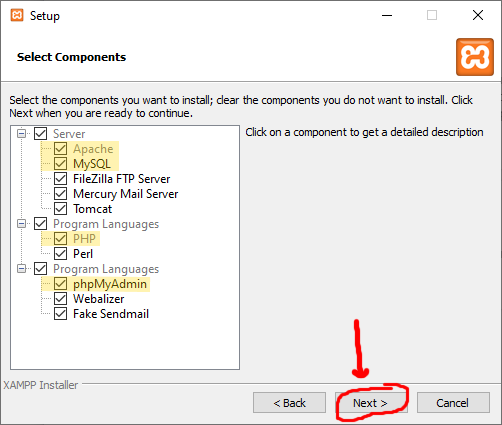 Setup
Select Components
Select the components you want to install; clear the components you do not want to install. Click
Next when you are ready to continue.
Server
Apache
MySQL
FileZilla FTP Server
Mercury Mail Server
Tomcat
Program Languages
PHP
Perl
Program Languages
phpMyAdmin
Webalizer
Fake Sendmail
Click on a component to get a detailed description
XAMPP Installer
< Back
Next >
Cancel